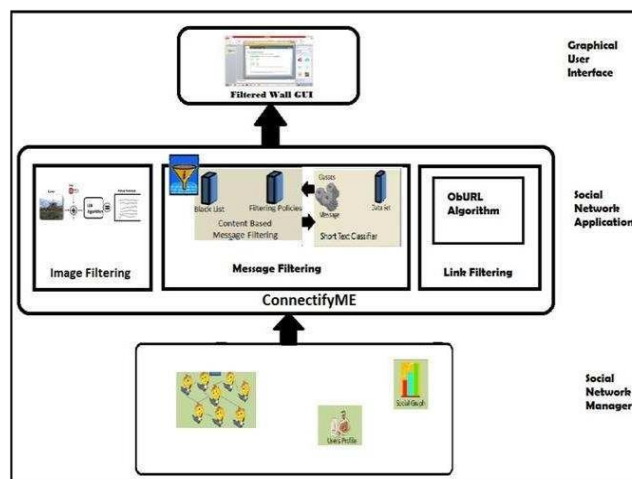 Graphical
User
Interface
Filtered Wall GUI
Social
Network
Application
Black List
Filtering Policies
Content Based
Message Filtering
Classes
Message
Data Set
Short Text Classifier
ObURL
Algorithm
Image Filtering
Message Filtering
Link Filtering
ConnectifyME
Social
Network
Manager
Social Graph
Users Profile